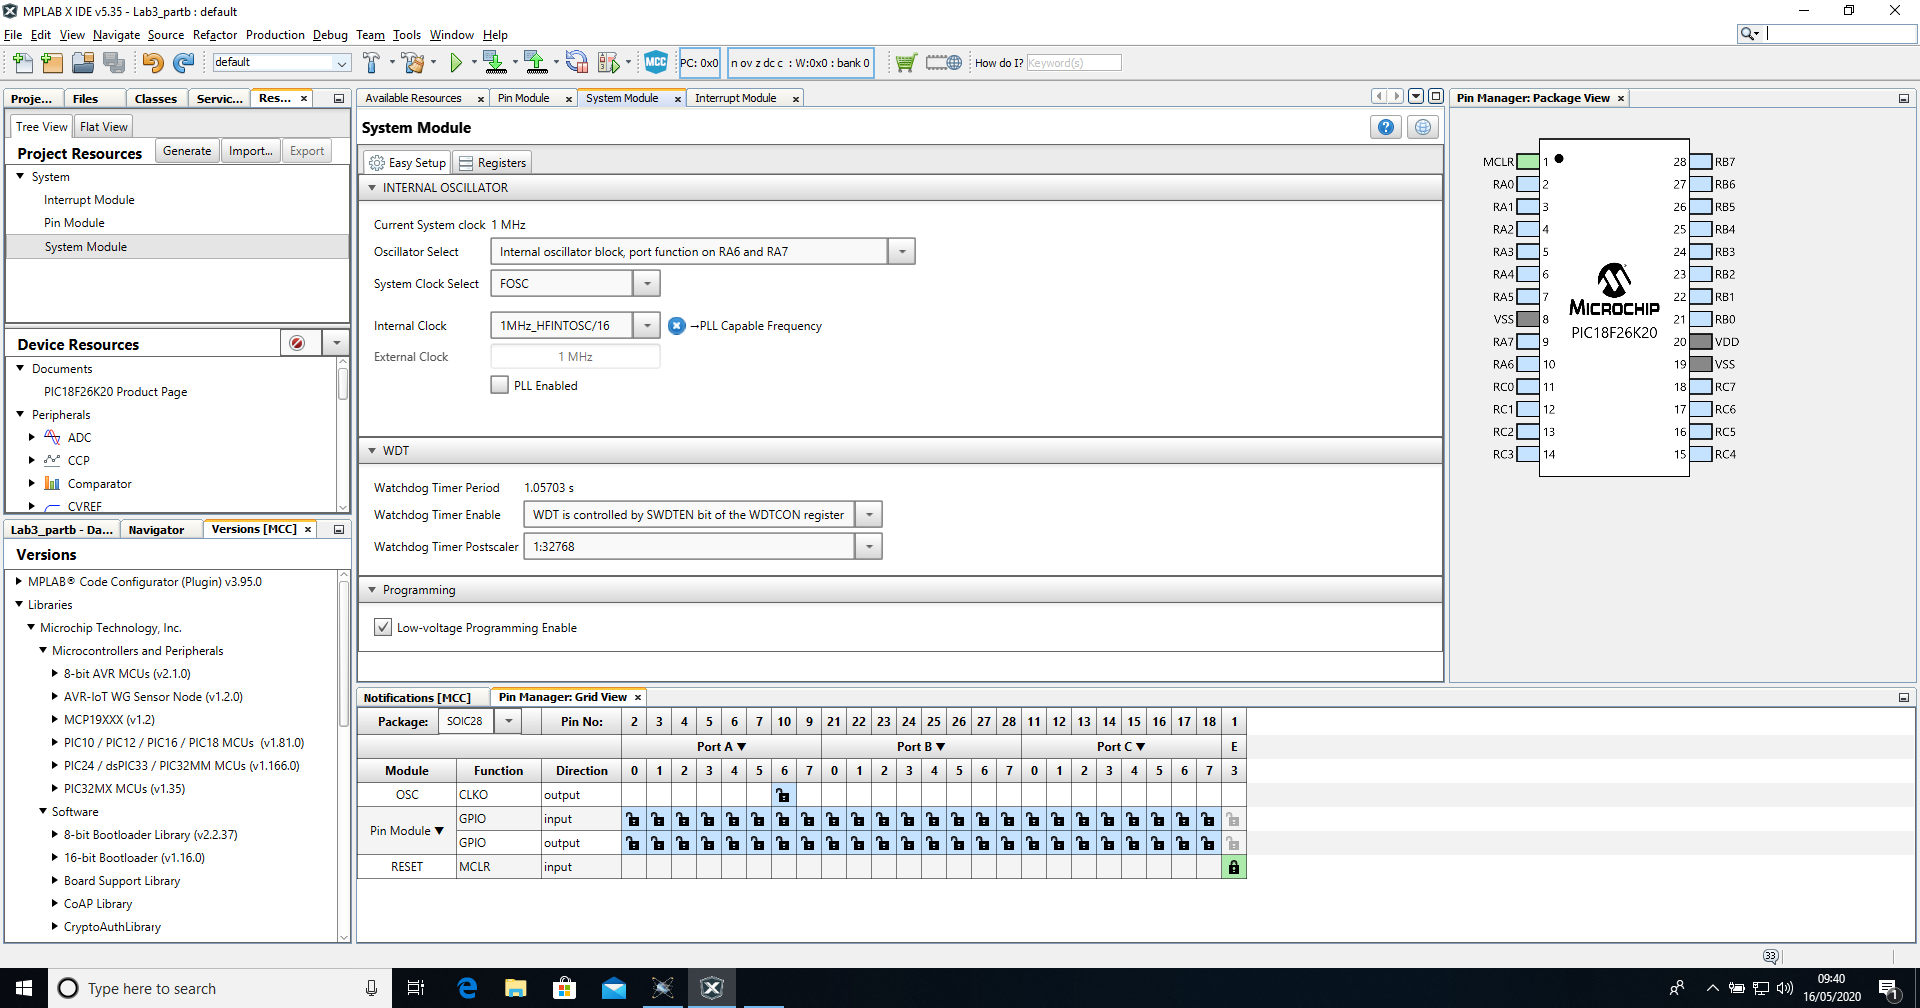 MPLAB X IDE v5.35 - Lab3_partb : default
File Edit View Navigate Source Refactor Production Debug Team Tools Window Help
default MCC PC: 0x0 n ov z dc c : W:0x0 : bank 0 How do I? Keyword(s)
Proje... Files Classes Servic... Res... ×
Tree View Flat View
Project Resources Generate Import... Export
System
Interrupt Module
Pin Module
System Module
Device Resources
Documents
PIC18F26K20 Product Page
Peripherals
ADC
CCP
Comparator
CVREF
Lab3_partb - Da... Navigator Versions [MCC] ×
Versions
MPLAB® Code Configurator (Plugin) v3.95.0
Libraries
Microchip Technology, Inc.
Microcontrollers and Peripherals
8-bit AVR MCUs (v2.1.0)
AVR-IoT WG Sensor Node (v1.2.0)
MCP19XXX (v1.2)
PIC10 / PIC12 / PIC16 / PIC18 MCUs (v1.81.0)
PIC24 / dsPIC33 / PIC32MM MCUs (v1.166.0)
PIC32MX MCUs (v1.35)
Software
8-bit Bootloader Library (v2.2.37)
16-bit Bootloader (v1.16.0)
Board Support Library
CoAP Library
CryptoAuthLibrary
Available Resources × Pin Module × System Module × Interrupt Module ×
System Module
Easy Setup Registers
INTERNAL OSCILLATOR
Current System clock 1 MHz
Oscillator Select Internal oscillator block, port function on RA6 and RA7
System Clock Select FOSC
Internal Clock 1MHz_HFINTOSC/16 →PLL Capable Frequency
External Clock 1 MHz
PLL Enabled
WDT
Watchdog Timer Period 1.05703 s
Watchdog Timer Enable WDT is controlled by SWDTEN bit of the WDTCON register
Watchdog Timer Postscaler 1:32768
Programming
Low-voltage Programming Enable
Pin Manager: Package View ×
MCLR 1 28 RB7
RA0 2 27 RB6
RA1 3 26 RB5
RA2 4 25 RB4
RA3 5 24 RB3
RA4 6 23 RB2
RA5 7 22 RB1
VSS 8 21 RB0
RA7 9 20 VDD
RA6 10 19 VSS
RC0 11 18 RC7
RC1 12 17 RC6
RC2 13 16 RC5
RC3 14 15 RC4
MICROCHIP
PIC18F26K20
Notifications [MCC] Pin Manager: Grid View ×
Package: SOIC28 Pin No: 2 3 4 5 6 7 10 9 21 22 23 24 25 26 27 28 11 12 13 14 15 16 17 18 1
Port A ▼ Port B ▼ Port C ▼ E
Module Function Direction 0 1 2 3 4 5 6 7 0 1 2 3 4 5 6 7 0 1 2 3 4 5 6 7 3
OSC CLKO output
Pin Module ▼ GPIO input
GPIO output
RESET MCLR input
33
Type here to search
09:40
16/05/2020
1